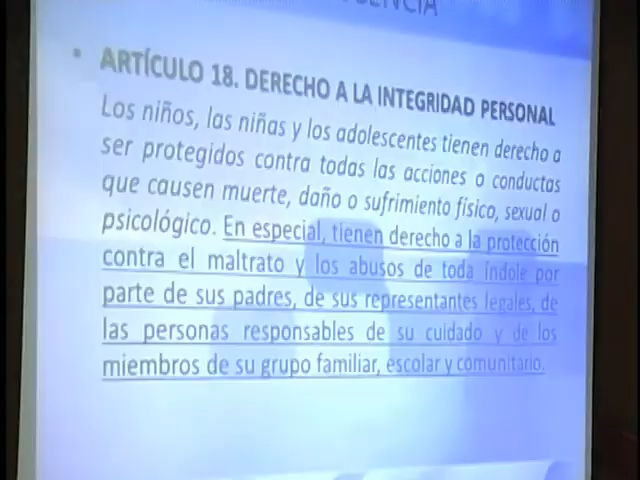 • ARTÍCULO 18. DERECHO A LA INTEGRIDAD PERSONAL
Los niños, las niñas y los adolescentes tienen derecho a
ser protegidos contra todas las acciones o conductas
que causen muerte, daño o sufrimiento físico, sexual o
psicológico. En especial, tienen derecho a la protección
contra el maltrato y los abusos de toda índole por
parte de sus padres, de sus representantes legales, de
las personas responsables de su cuidado y de los
miembros de su grupo familiar, escolar y comunitario.